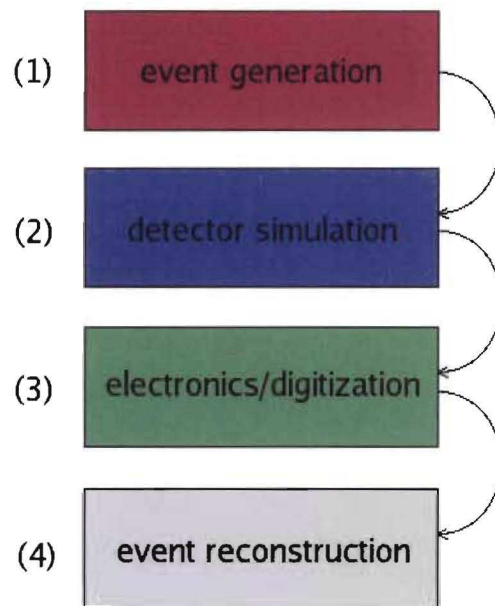 (1) event generation
(2) detector simulation
(3) electronics/digitization
(4) event reconstruction